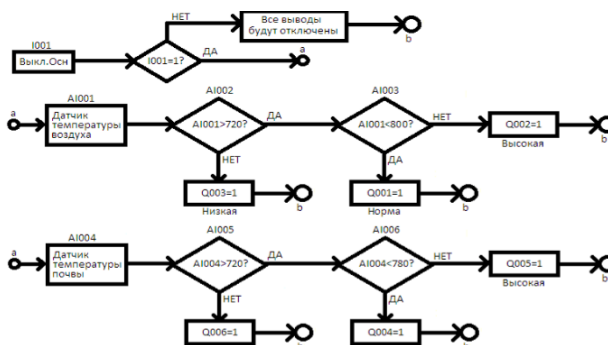 I001
Выкл.Осн
I001=1?
НЕТ
ДА
Все выводы
будут отключены
b
a
a
AI001
Датчик
температуры
воздуха
AI002
AI001>720?
ДА
НЕТ
AI003
AI001<800?
НЕТ
ДА
Q002=1
Высокая
b
Q003=1
Низкая
b
Q001=1
Норма
b
a
AI004
Датчик
температуры
почвы
AI005
AI004>720?
ДА
НЕТ
AI006
AI004<780?
НЕТ
ДА
Q005=1
Высокая
b
Q006=1
Q004=1